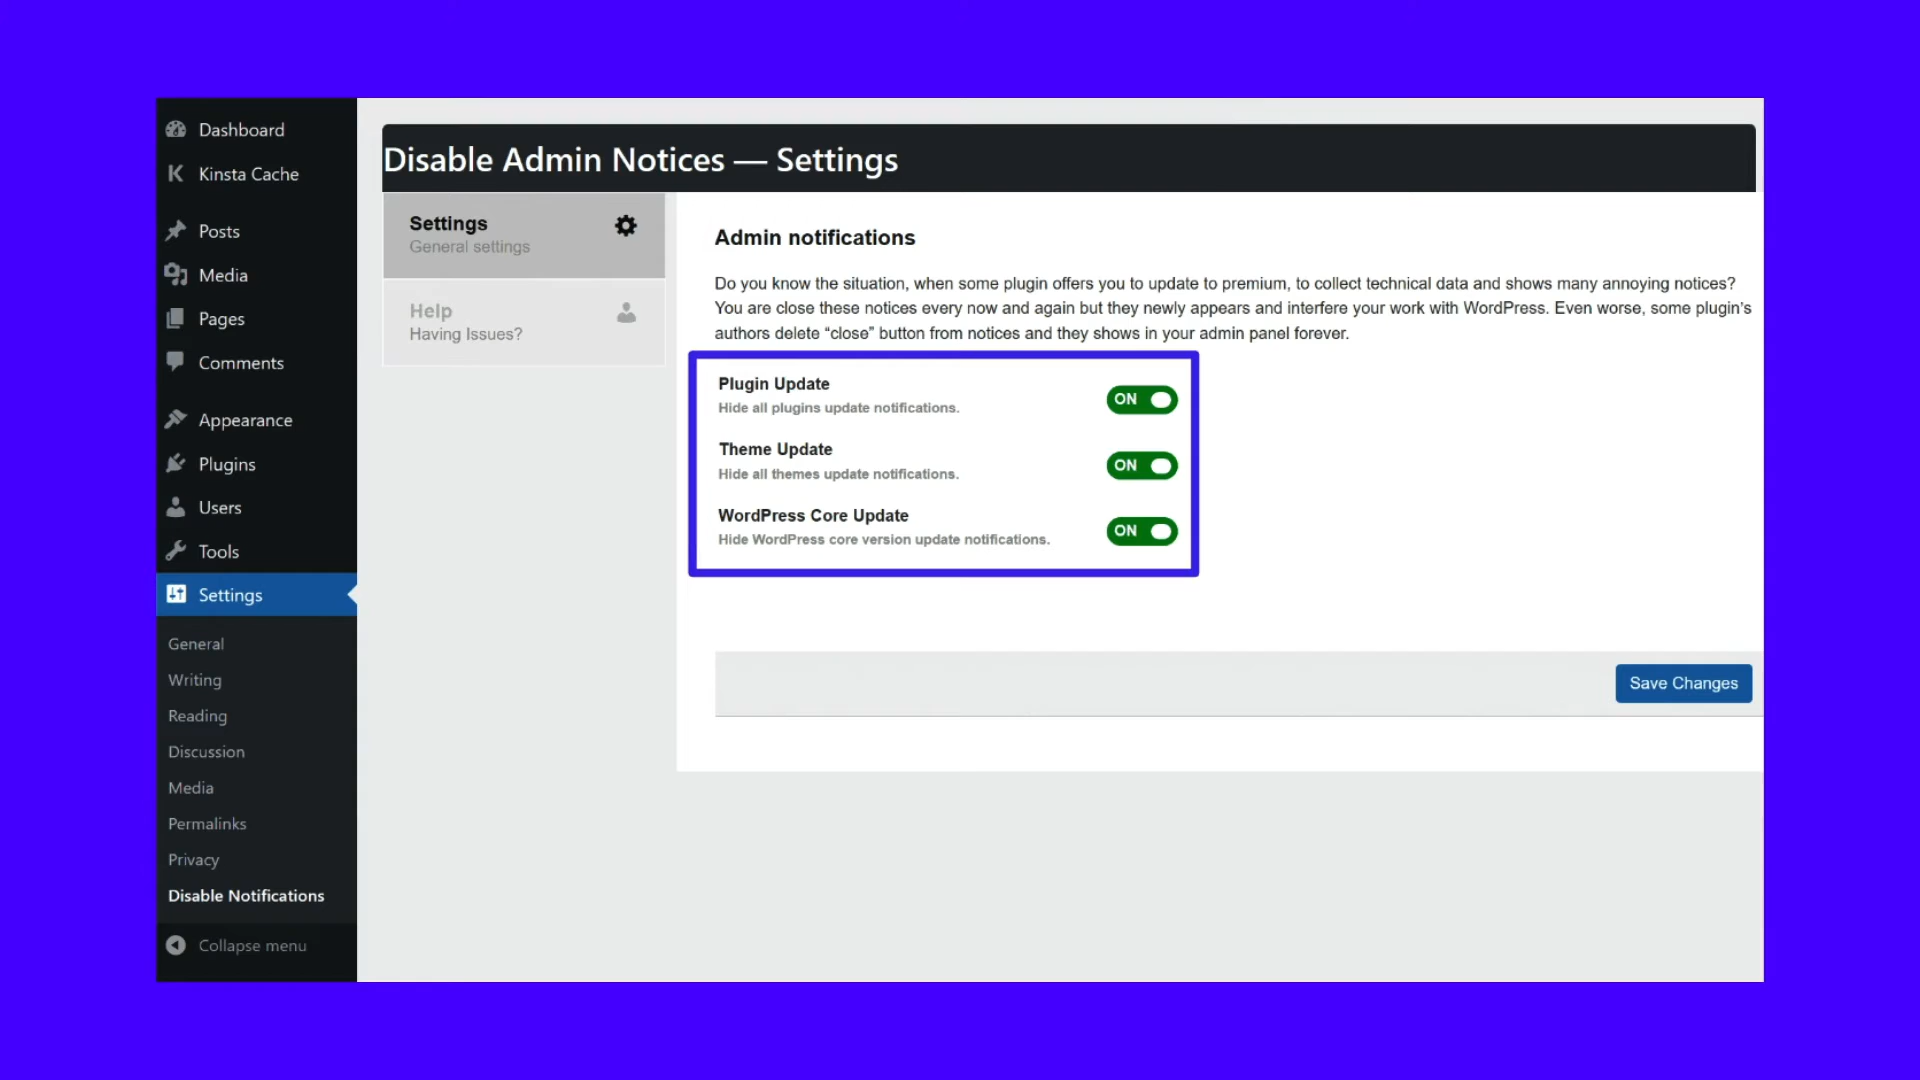 Dashboard
Kinsta Cache
Posts
Media
Pages
Comments
Appearance
Plugins
Users
Tools
Settings
General
Writing
Reading
Discussion
Media
Permalinks
Privacy
Disable Notifications
Collapse menu
Disable Admin Notices — Settings
Settings
General settings
Help
Having Issues?
Admin notifications
Do you know the situation, when some plugin offers you to update to premium, to collect technical data and shows many annoying notices?
You are close these notices every now and again but they newly appears and interfere your work with WordPress. Even worse, some plugin's
authors delete “close” button from notices and they shows in your admin panel forever.
Plugin Update
Hide all plugins update notifications.
ON
Theme Update
Hide all themes update notifications.
ON
WordPress Core Update
Hide WordPress core version update notifications.
ON
Save Changes